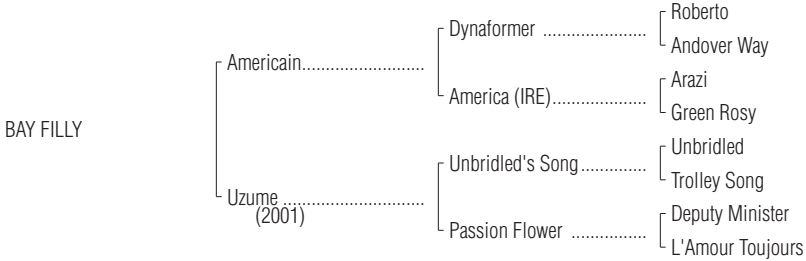 Roberto
Dynaformer ......................
Andover Way
Americain..........................
Arazi
America (IRE)....................
Green Rosy
BAY FILLY
Unbridled
Unbridled's Song..............
Trolley Song
Uzume ..............................
(2001)
Deputy Minister
Passion Flower ................
L'Amour Toujours